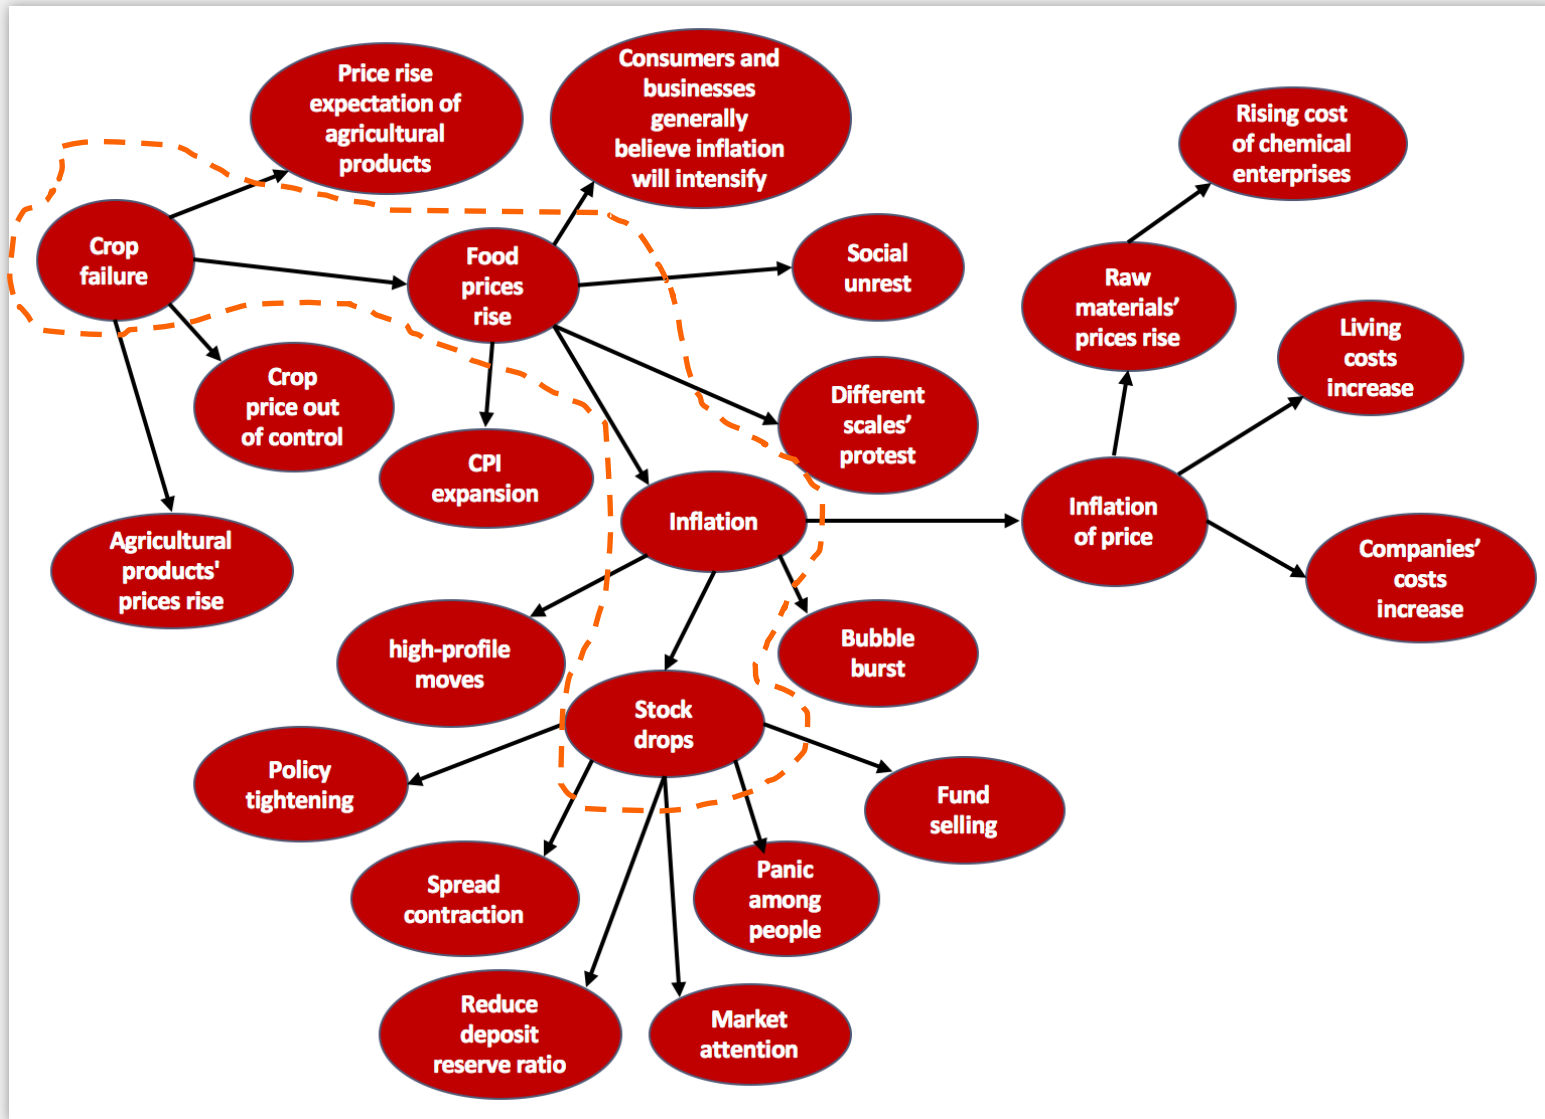 Price rise
expectation of
agricultural
products
Consumers and
businesses
generally
believe inflation
will intensify
Rising cost
of chemical
enterprises
Crop
failure
Food
prices
rise
Social
unrest
Raw
materials’
prices rise
Living
costs
increase
Crop
price out
of control
Different
scales’
protest
CPI
expansion
Inflation
Inflation
of price
Agricultural
products'
prices rise
Companies’
costs
increase
high-profile
moves
Bubble
burst
Stock
drops
Policy
tightening
Fund
selling
Spread
contraction
Panic
among
people
Reduce
deposit
reserve ratio
Market
attention